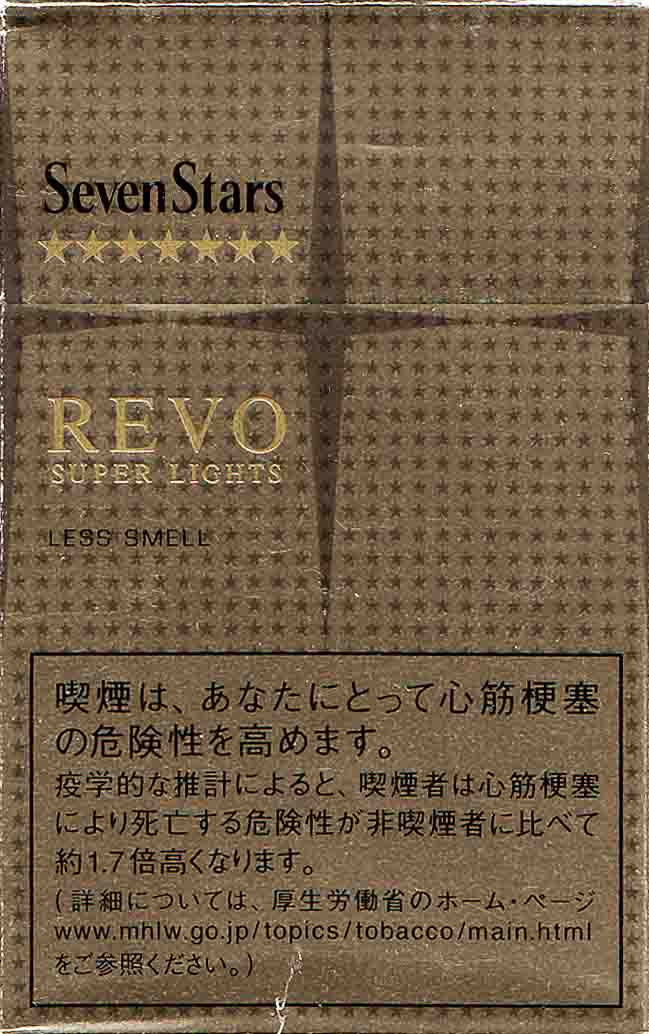 Seven Stars
REVO
SUPER LIGHTS
LESS SMELL
喫煙は、あなたにとって心筋梗塞
の危険性を高めます。
疫学的な推計によると、喫煙者は心筋梗塞
により死亡する危険性が非喫煙者に比べて
約1.7倍高くなります。
(詳細については、厚生労働省のホーム・ページ
www.mhlw.go.jp/topics/tobacco/main.html
をご参照ください。)